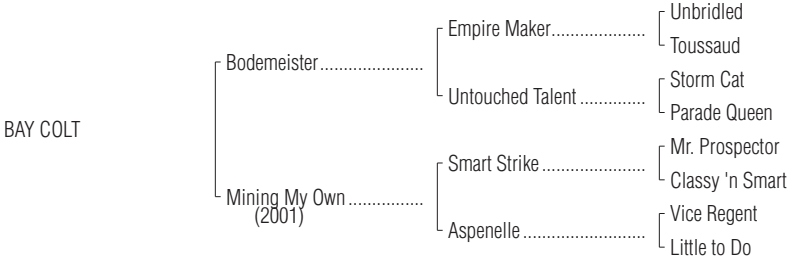 Unbridled
Empire Maker......................
Toussaud
Bodemeister........................
Storm Cat
Untouched Talent ................
Parade Queen
BAY COLT
Mr. Prospector
Smart Strike........................
Classy 'n Smart
Mining My Own ..................
(2001)
Vice Regent
Aspenelle ............................
Little to Do